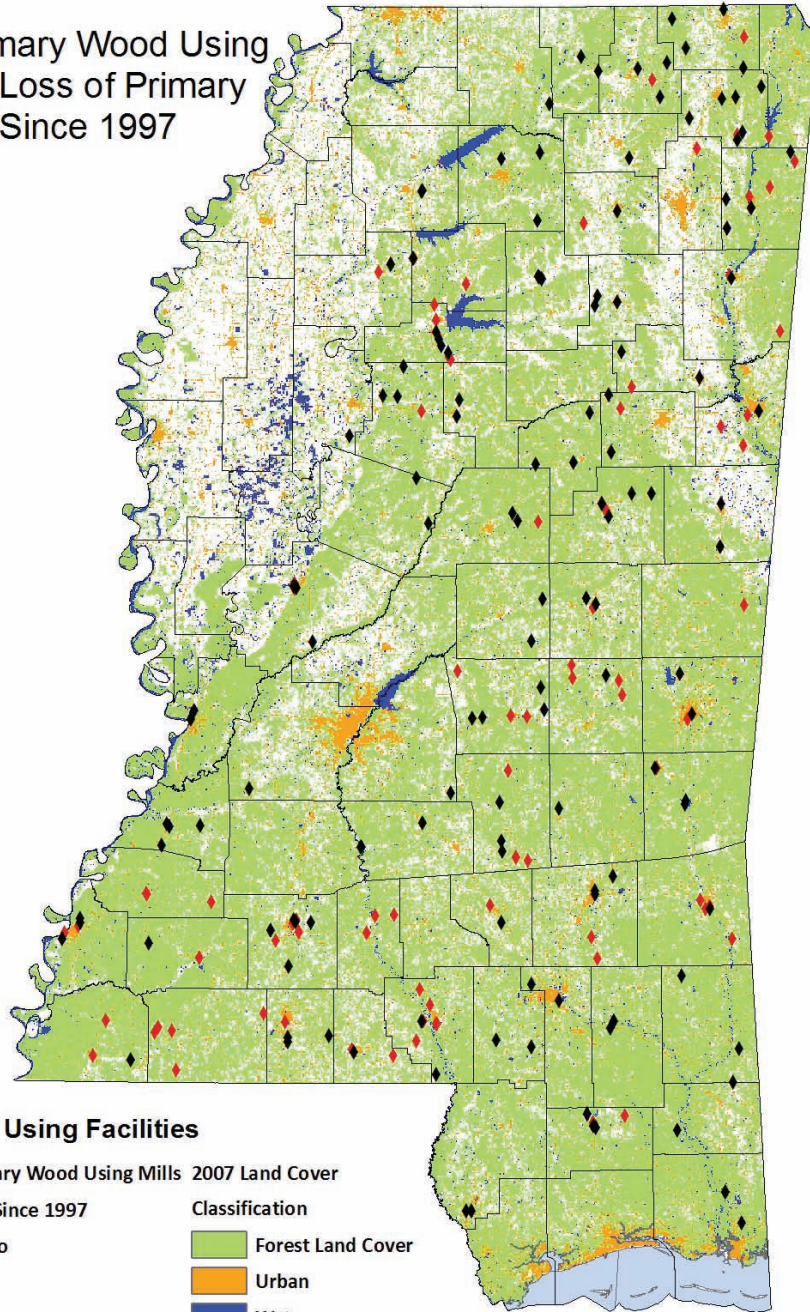 mary Wood Using
Loss of Primary
Since 1997
Using Facilities
ary Wood Using Mills 2007 Land Cover
Since 1997 Classification
o Forest Land Cover
Urban